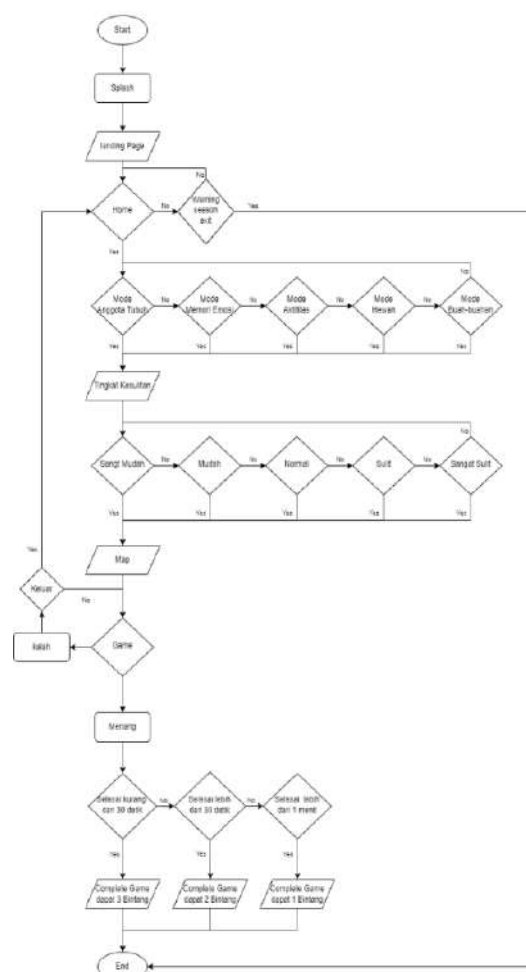 Start
Splash
landing Page
No
Home
No
Warning
seesoh
exit
Yes
Yes
No
Mode
Anggota Tubuh
No
Mode
Memori Emosi
No
Mode
Aktifitas
No
Mode
Hewan
No
Mode
Buah-buahan
Yes
Yes
Yes
Yes
Yes
Tingkat Kesulitan
No
Sangt Mudah
No
Mudah
No
Normal
No
Sulit
No
Sangat Sulit
Yes
Yes
Yes
Yes
Yes
Map
Yes
Keluar
No
Game
Menang
Selesai kurang
dari 30 detik
No
Selesai lebih
dari 30 detik
No
Selesai lebih
dari 1 menit
Yes
Yes
Yes
Complete Game
dapat 3 Bintang
Complete Game
dapat 2 Bintang
Complete Game
dapat 1 Bintang
End